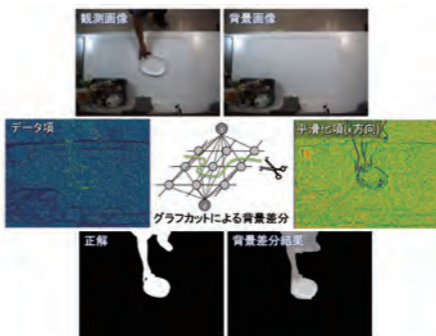 観測画像
背景画像
データ項
平滑化項(x方向)
グラフカットによる背景差分
正解
背景差分結果